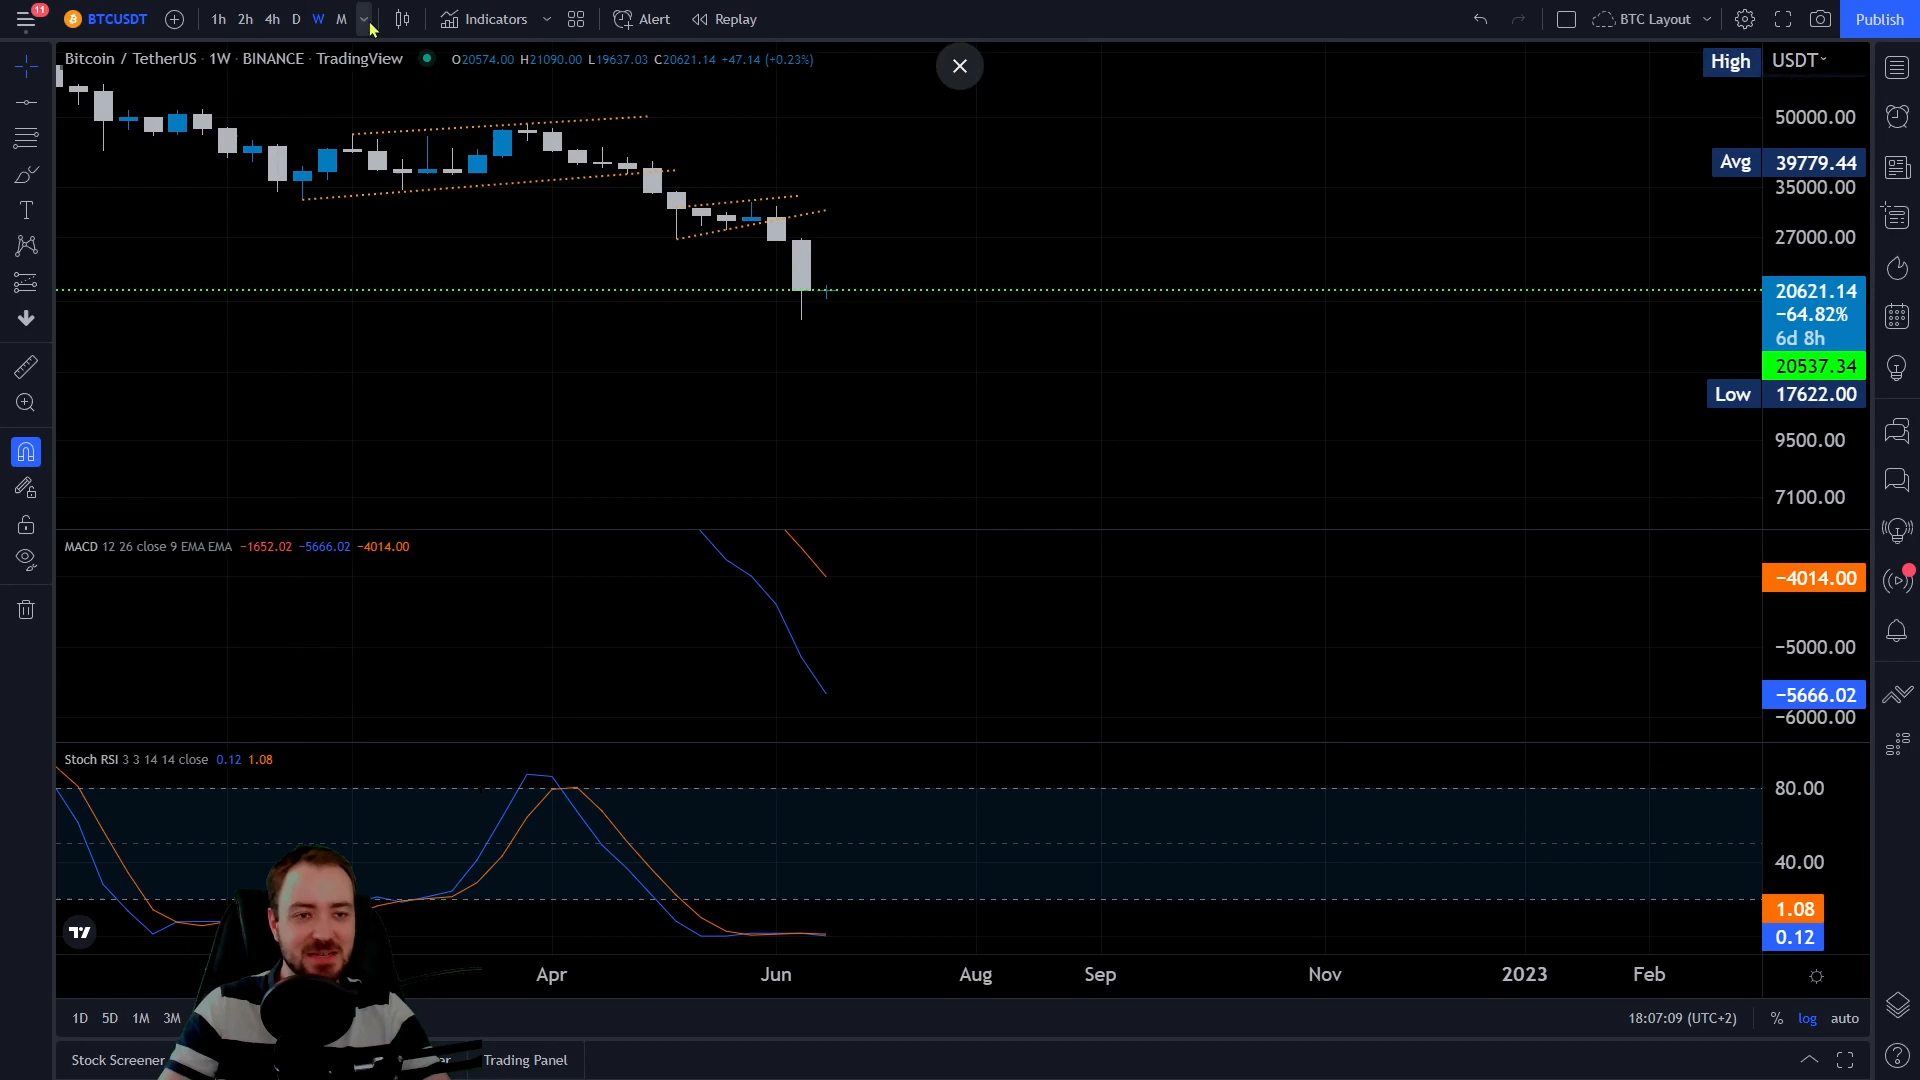 11
BTCUSDT 1h 2h 4h D W M Indicators Alert Replay BTC Layout Publish
Bitcoin / TetherUS · 1W · BINANCE · TradingView O20574.00 H21090.00 L19637.03 C20621.14 +47.14 (+0.23%)
High USDT
50000.00
Avg 39779.44
35000.00
27000.00
20621.14
−64.82%
6d 8h
20537.34
Low 17622.00
9500.00
7100.00
MACD 12 26 close 9 EMA EMA −1652.02 −5666.02 −4014.00
−4014.00
−5000.00
−5666.02
−6000.00
Stoch RSI 3 3 14 14 close 0.12 1.08
80.00
40.00
1.08
0.12
Apr Jun Aug Sep Nov 2023 Feb
1D 5D 1M 3M 18:07:09 (UTC+2) % log auto
Stock Screener er Trading Panel